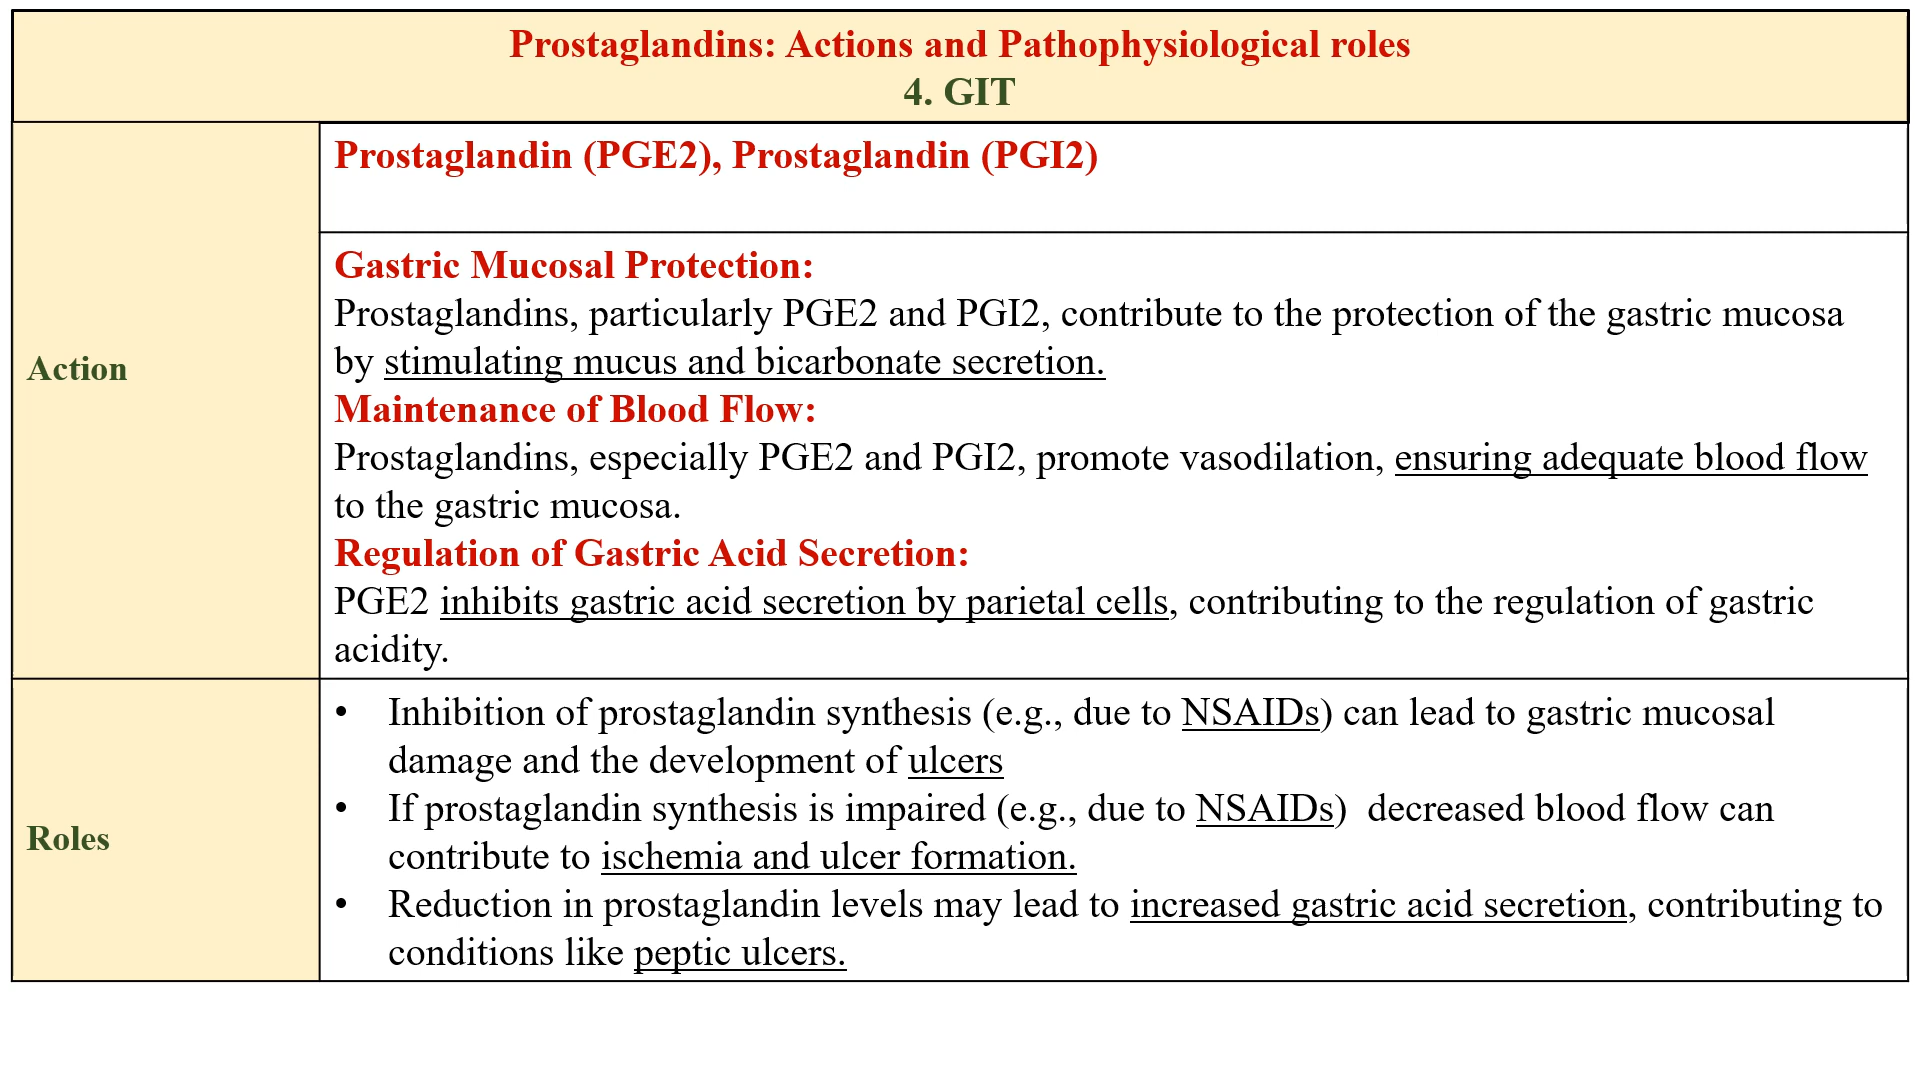 Prostaglandins: Actions and Pathophysiological roles
4. GIT
Action
Prostaglandin (PGE2), Prostaglandin (PGI2)
Gastric Mucosal Protection:
Prostaglandins, particularly PGE2 and PGI2, contribute to the protection of the gastric mucosa
by stimulating mucus and bicarbonate secretion.
Maintenance of Blood Flow:
Prostaglandins, especially PGE2 and PGI2, promote vasodilation, ensuring adequate blood flow
to the gastric mucosa.
Regulation of Gastric Acid Secretion:
PGE2 inhibits gastric acid secretion by parietal cells, contributing to the regulation of gastric
acidity.
Roles
• Inhibition of prostaglandin synthesis (e.g., due to NSAIDs) can lead to gastric mucosal
damage and the development of ulcers
• If prostaglandin synthesis is impaired (e.g., due to NSAIDs)  decreased blood flow can
contribute to ischemia and ulcer formation.
• Reduction in prostaglandin levels may lead to increased gastric acid secretion, contributing to
conditions like peptic ulcers.